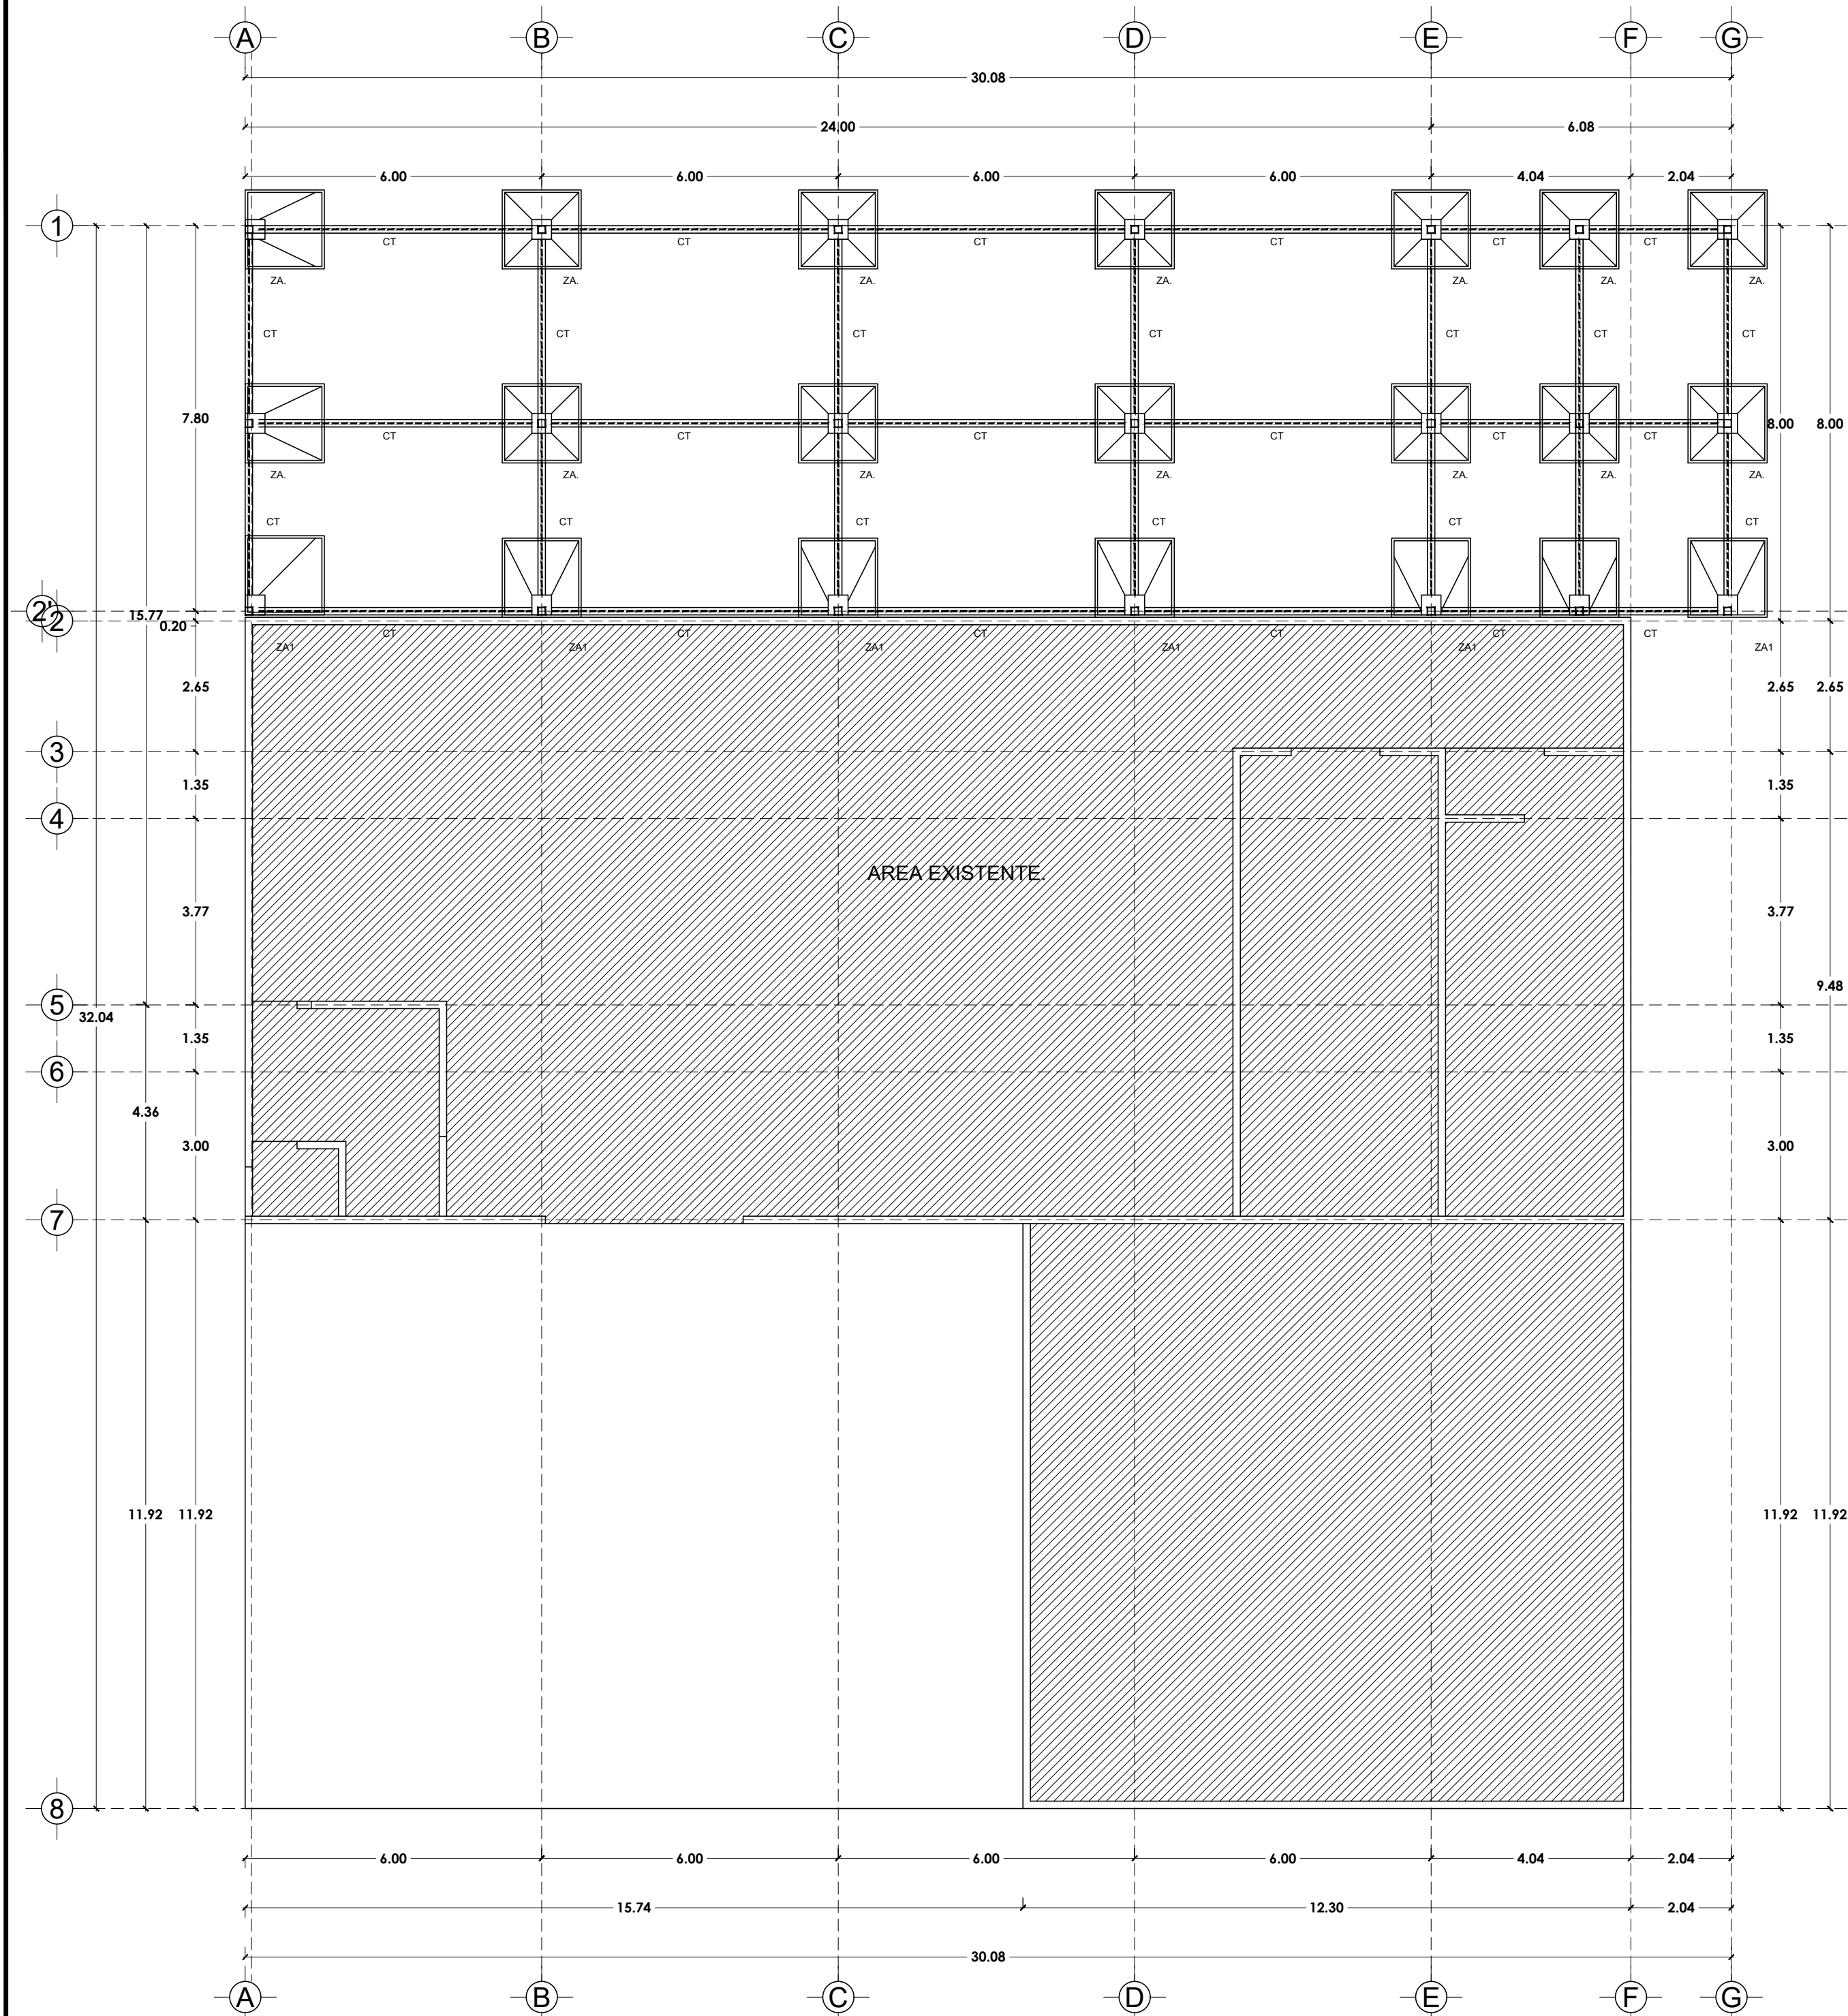 A B C D E F G
30.08
24.00 6.08
6.00 6.00 6.00 6.00 4.04 2.04
1
CT CT CT CT CT CT
ZA. ZA. ZA. ZA. ZA. ZA. ZA.
CT CT CT CT CT CT CT
7.80 8.00 8.00
CT CT CT CT CT CT
ZA. ZA. ZA. ZA. ZA. ZA. ZA.
CT CT CT CT CT CT CT
2'
15.77
2
0.20
CT CT CT CT CT CT
ZA1 ZA1 ZA1 ZA1 ZA1 ZA1
2.65 2.65 2.65
3
1.35 1.35
4
AREA EXISTENTE.
3.77 3.77
9.48
5
32.04
1.35 1.35
6
4.36
3.00 3.00
7
11.92 11.92 11.92 11.92
8
6.00 6.00 6.00 6.00 4.04 2.04
15.74 12.30 2.04
30.08
A B C D E F G